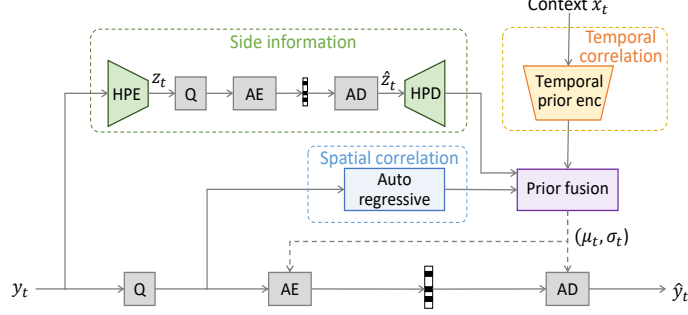 Context x̄_t
Side information
Temporal
correlation
HPE
z_t
Q
AE
AD
ẑ_t
HPD
Temporal
prior enc
Spatial correlation
Auto
regressive
Prior fusion
(μ_t, σ_t)
y_t
Q
AE
AD
ŷ_t